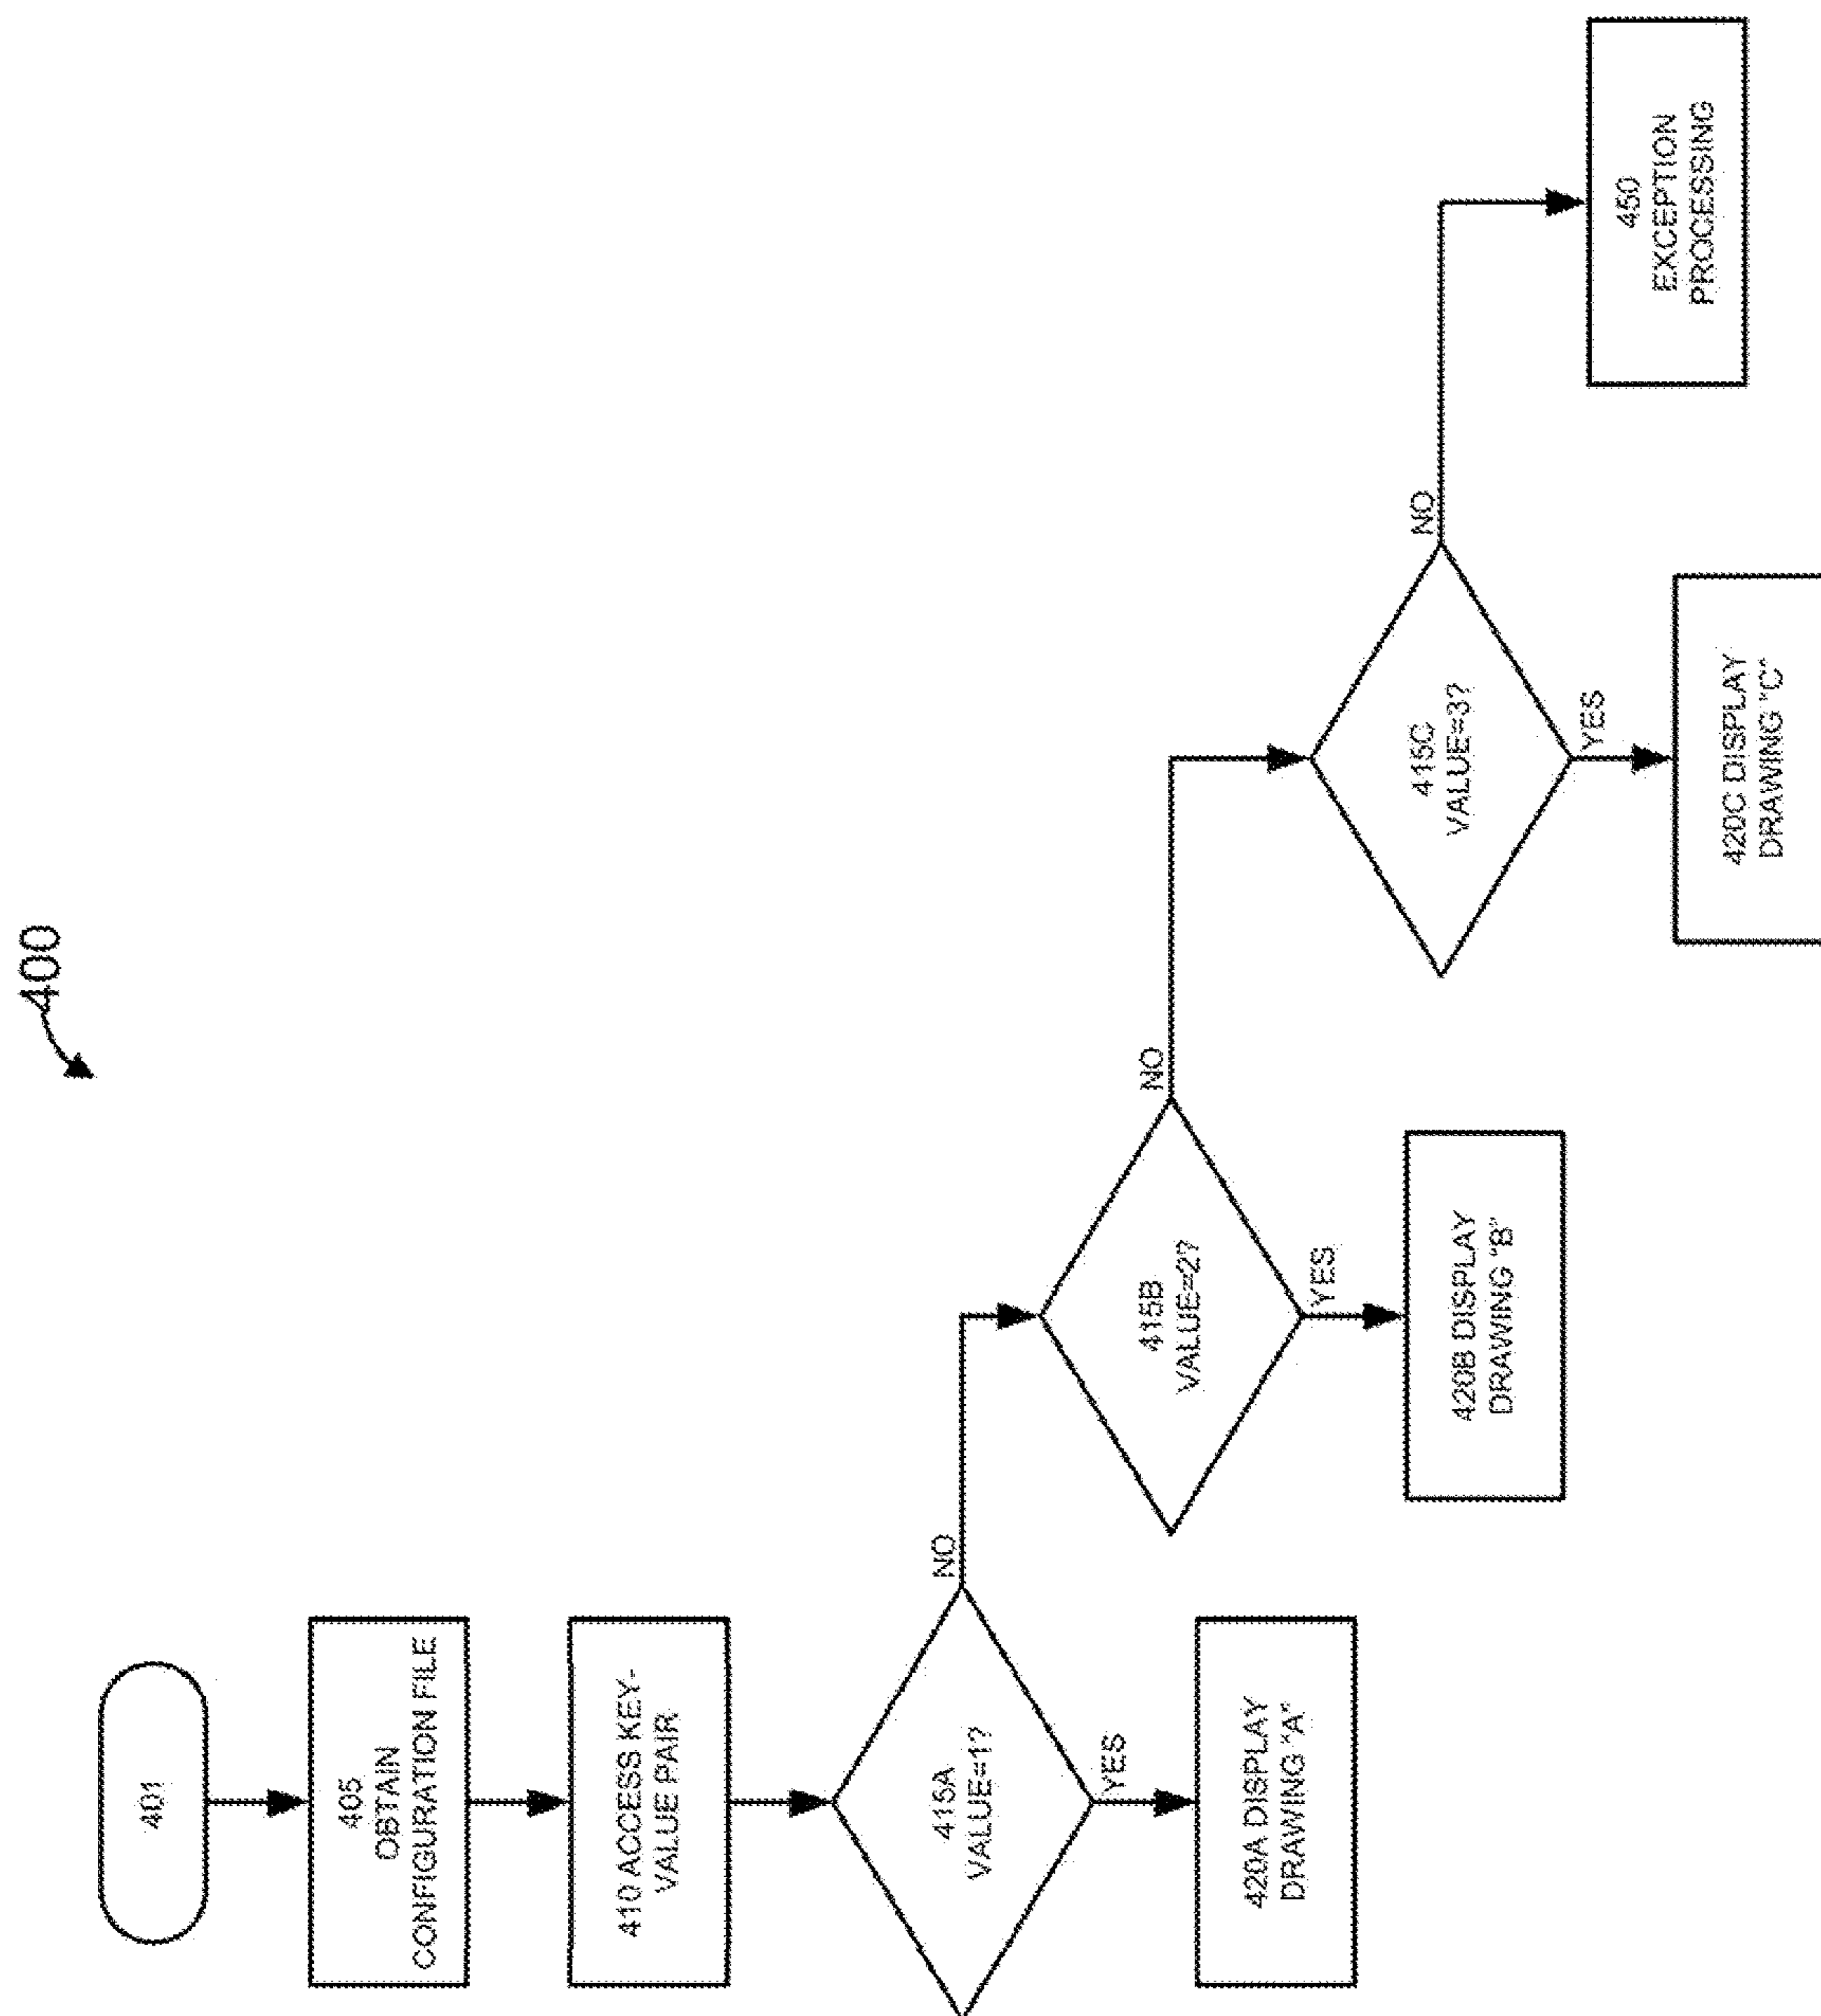 400
401
405
OBTAIN
CONFIGURATION FILE
410 ACCESS KEY-
VALUE PAIR
415A
VALUE=1?
NO
YES
420A DISPLAY
DRAWING "A"
415B
VALUE=2?
NO
YES
420B DISPLAY
DRAWING "B"
415C
VALUE=3?
NO
YES
420C DISPLAY
DRAWING "C"
450
EXCEPTION
PROCESSING